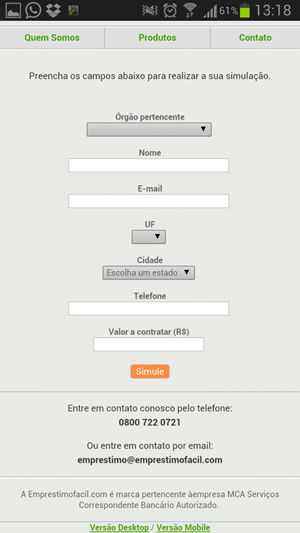 61% 13:18
Quem Somos Produtos Contato
Preencha os campos abaixo para realizar a sua simulação.
Órgão pertencente
Nome
E-mail
UF
Cidade
Escolha um estado
Telefone
Valor a contratar (R$)
Simule
Entre em contato conosco pelo telefone:
0800 722 0721
Ou entre em contato por email:
emprestimo@emprestimofacil.com
A Emprestimofacil.com é marca pertencente àempresa MCA Serviços
Correspondente Bancário Autorizado.
Versão Desktop / Versão Mobile